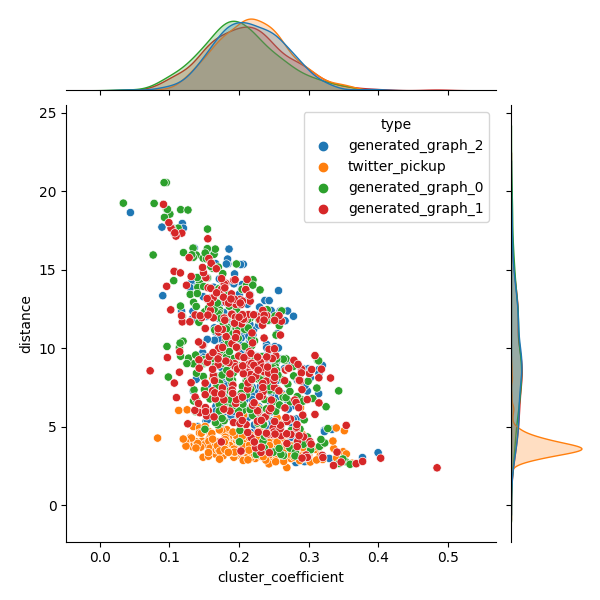 25
20
15
10
5
0
distance
type
generated_graph_2
twitter_pickup
generated_graph_0
generated_graph_1
0.0 0.1 0.2 0.3 0.4 0.5
cluster_coefficient